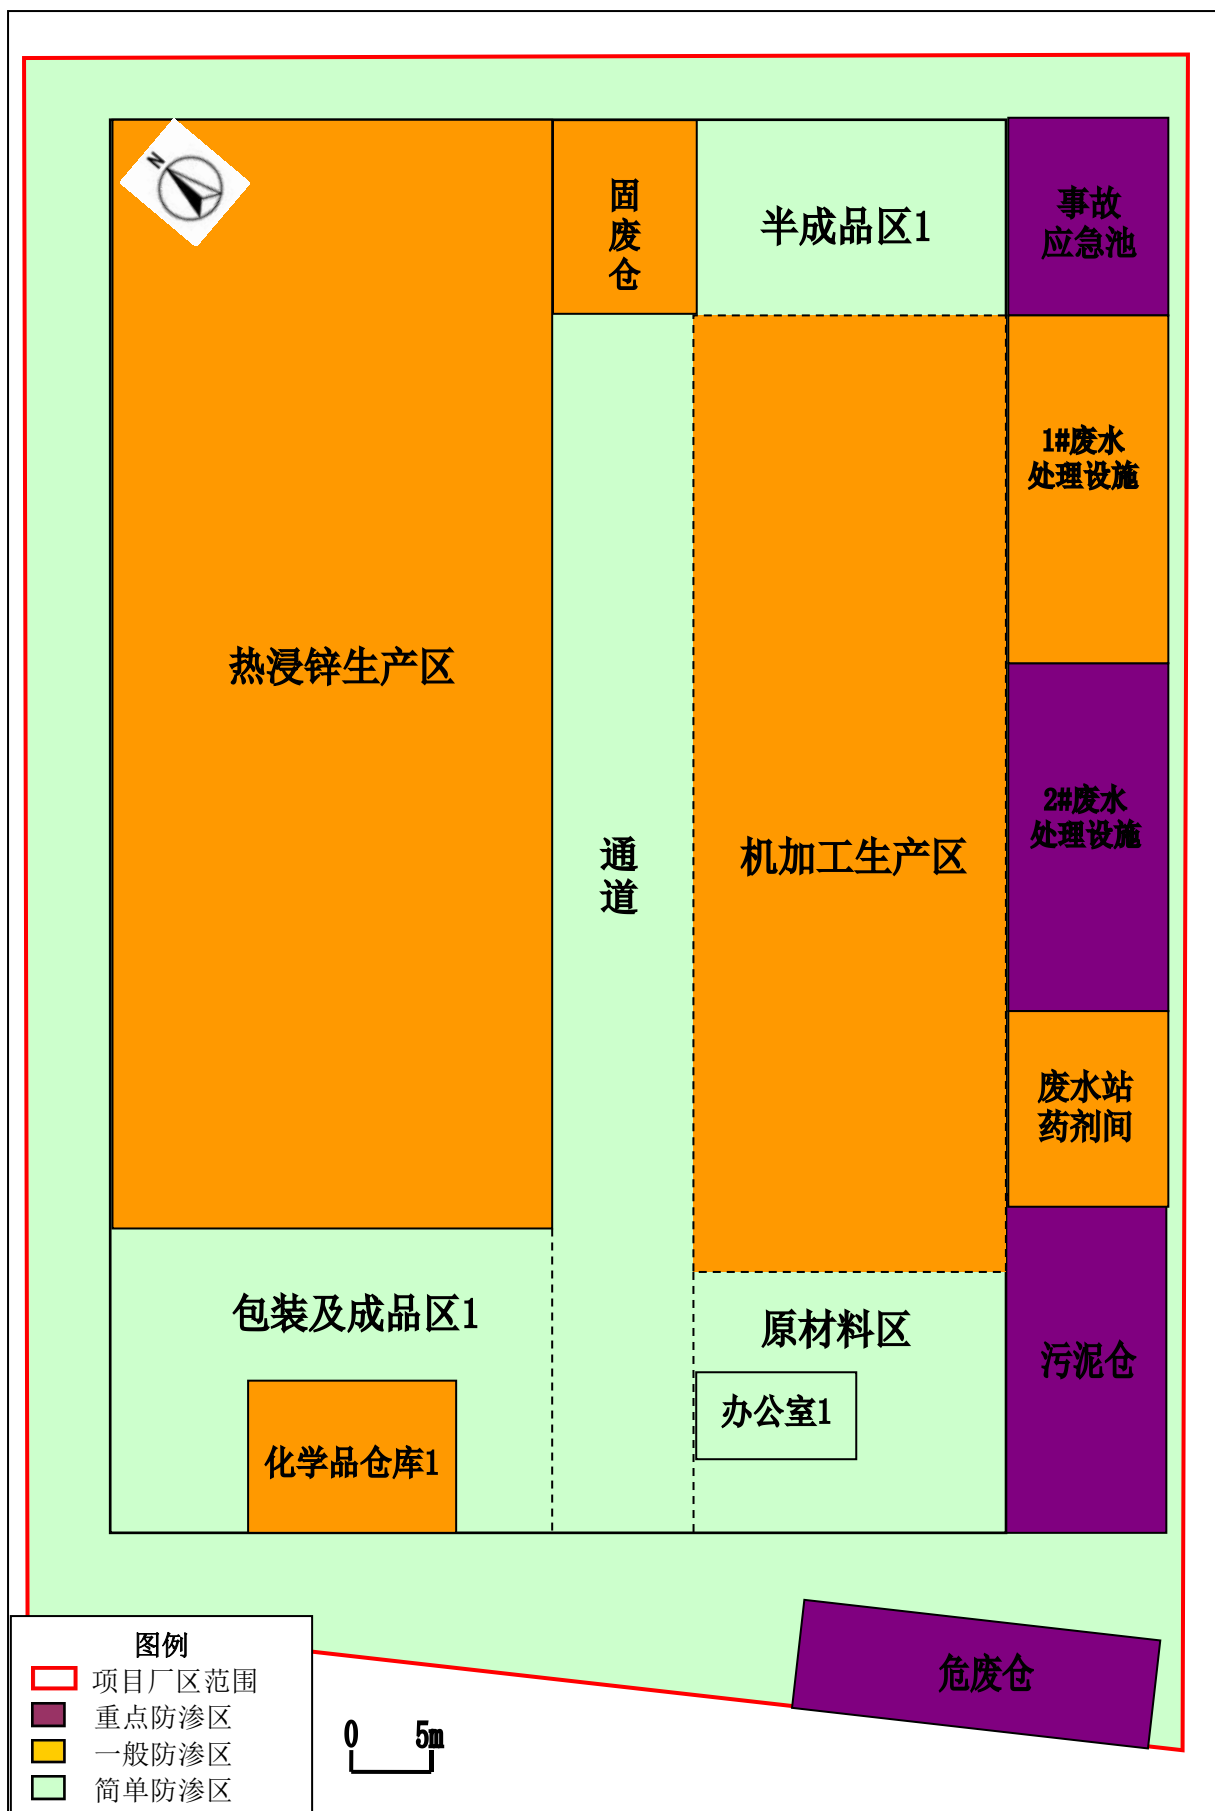 N
固
废
仓
半成品区1
事故
应急池
1#废水
处理设施
热浸锌生产区
2#废水
处理设施
通
道
机加工生产区
废水站
药剂间
包装及成品区1
原材料区
污泥仓
办公室1
化学品仓库1
危废仓
图例
项目厂区范围
重点防渗区
一般防渗区
简单防渗区
0 5m